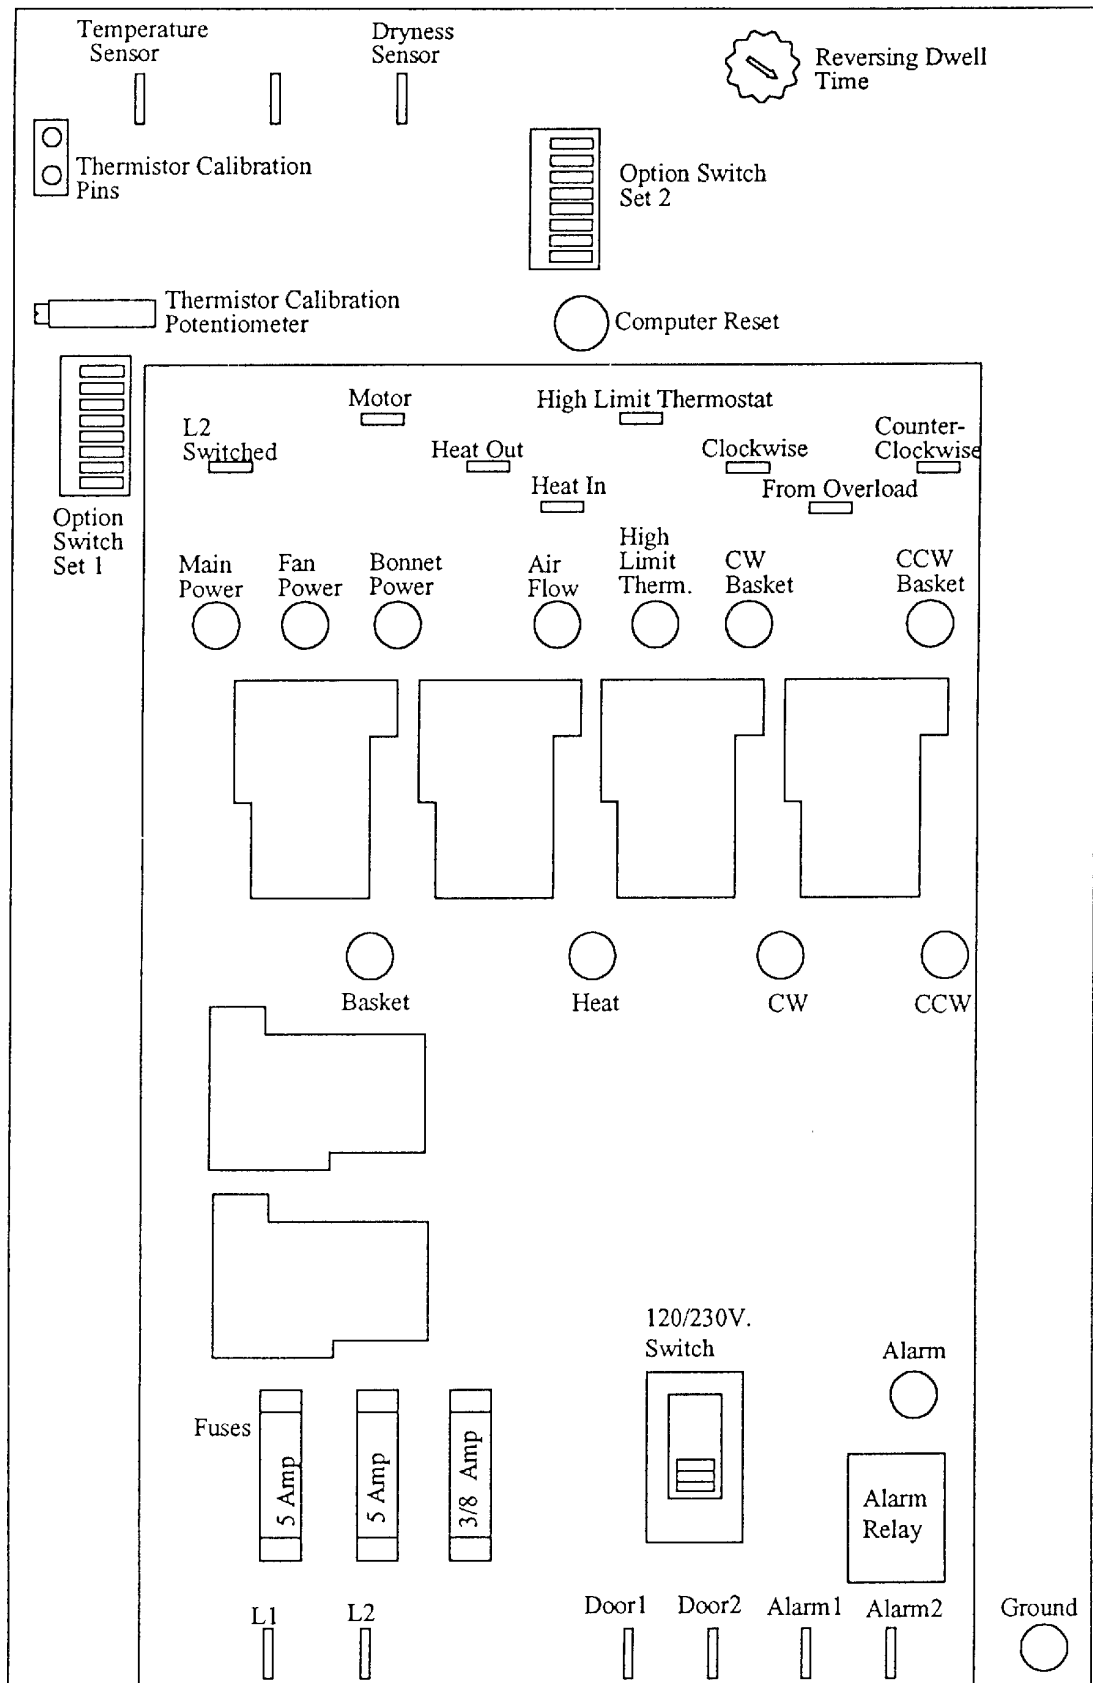 Temperature
Sensor
Dryness
Sensor
Reversing Dwell
Time
Thermistor Calibration
Pins
Option Switch
Set 2
Thermistor Calibration
Potentiometer
Computer Reset
Motor
High Limit Thermostat
L2
Switched
Heat Out
Clockwise
Counter-
Clockwise
Heat In
From Overload
Option
Switch
Set 1
Main
Power
Fan
Power
Bonnet
Power
Air
Flow
High
Limit
Therm.
CW
Basket
CCW
Basket
Basket
Heat
CW
CCW
120/230V.
Switch
Alarm
Fuses
5 Amp
5 Amp
3/8 Amp
Alarm
Relay
L1
L2
Door1
Door2
Alarm1
Alarm2
Ground